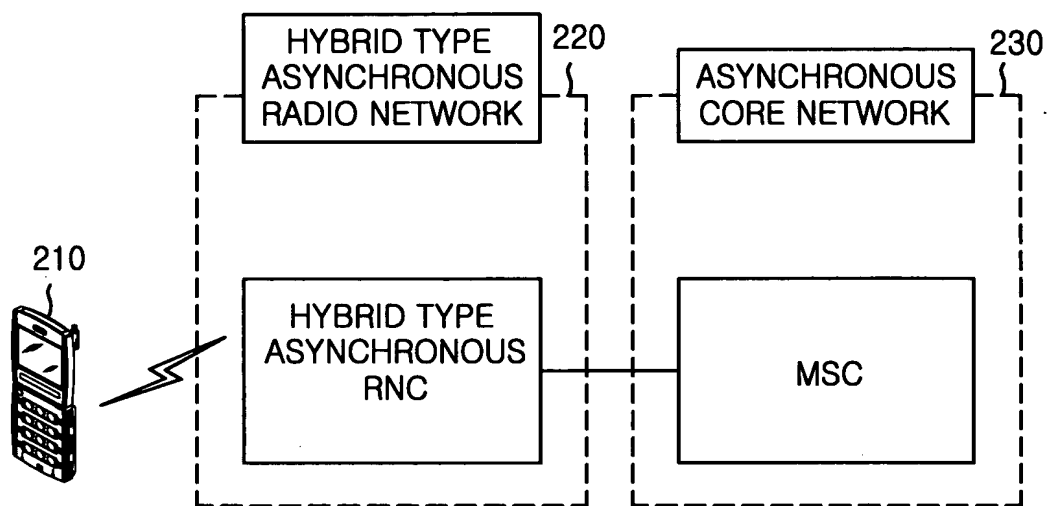 HYBRID TYPE
ASYNCHRONOUS
RADIO NETWORK
220
ASYNCHRONOUS
CORE NETWORK
230
210
HYBRID TYPE
ASYNCHRONOUS
RNC
MSC